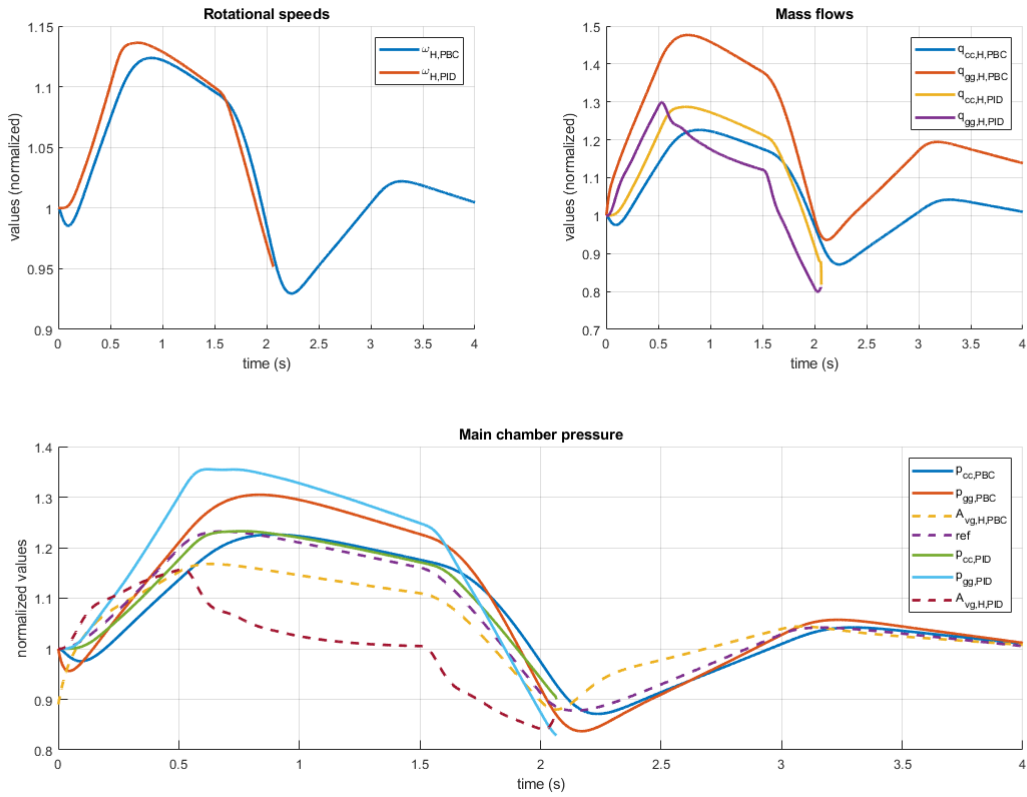 Rotational speeds
1.15
1.1
1.05
1
0.95
0.9
values (normalized)
0 0.5 1 1.5 2 2.5 3 3.5 4
time (s)
ω_H,PBC
ω_H,PID
Mass flows
1.5
1.4
1.3
1.2
1.1
1
0.9
0.8
0.7
values (normalized)
0 0.5 1 1.5 2 2.5 3 3.5 4
time (s)
q_cc,H,PBC
q_gg,H,PBC
q_cc,H,PID
q_gg,H,PID
Main chamber pressure
1.4
1.3
1.2
1.1
1
0.9
0.8
normalized values
0 0.5 1 1.5 2 2.5 3 3.5 4
time (s)
p_cc,PBC
p_gg,PBC
A_vg,H,PBC
ref
p_cc,PID
p_gg,PID
A_vg,H,PID